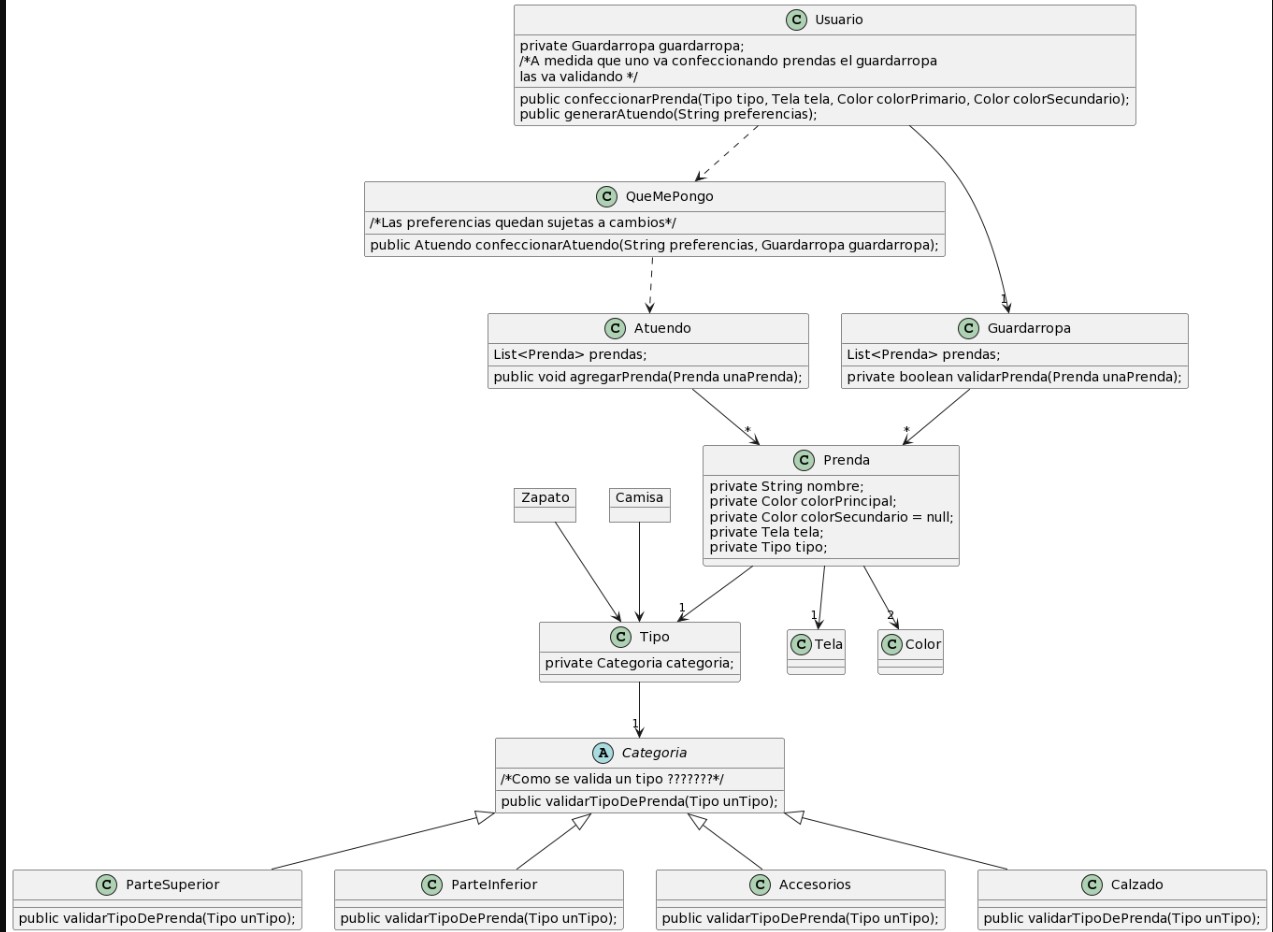 C Usuario
private Guardarropa guardarropa;
/*A medida que uno va confeccionando prendas el guardarropa
las va validando */
public confeccionarPrenda(Tipo tipo, Tela tela, Color colorPrimario, Color colorSecundario);
public generarAtuendo(String preferencias);
C QueMePongo
/*Las preferencias quedan sujetas a cambios*/
public Atuendo confeccionarAtuendo(String preferencias, Guardarropa guardarropa);
1
C Atuendo
List<Prenda> prendas;
public void agregarPrenda(Prenda unaPrenda);
C Guardarropa
List<Prenda> prendas;
private boolean validarPrenda(Prenda unaPrenda);
*
*
C Prenda
private String nombre;
private Color colorPrincipal;
private Color colorSecundario = null;
private Tela tela;
private Tipo tipo;
Zapato
Camisa
1
1
2
C Tipo
private Categoria categoria;
C Tela
C Color
1
A Categoria
/*Como se valida un tipo ???????*/
public validarTipoDePrenda(Tipo unTipo);
C ParteSuperior
public validarTipoDePrenda(Tipo unTipo);
C ParteInferior
public validarTipoDePrenda(Tipo unTipo);
C Accesorios
public validarTipoDePrenda(Tipo unTipo);
C Calzado
public validarTipoDePrenda(Tipo unTipo);